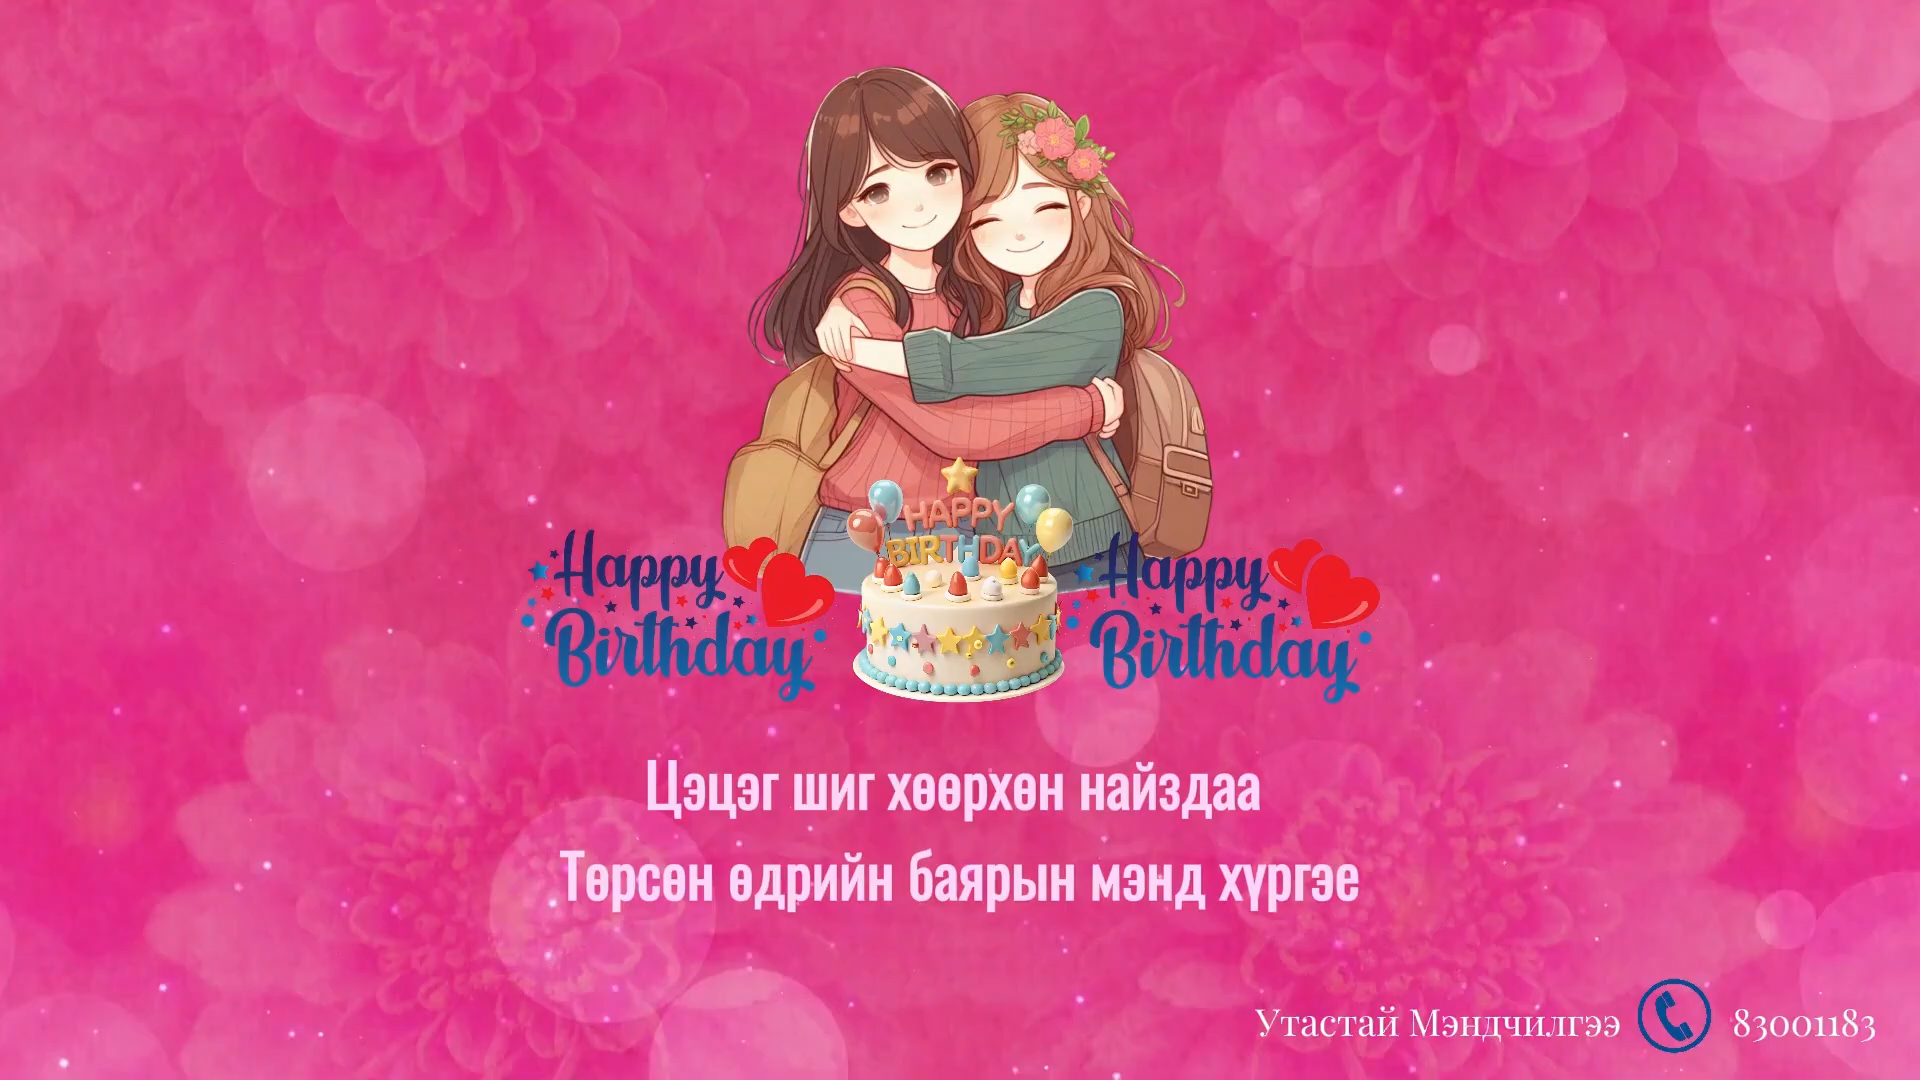 HAPPY
BIRTHDAY
Happy
Birthday
Happy
Birthday
Цэцэг шиг хөөрхөн найздаа
Төрсөн өдрийн баярын мэнд хүргэе
Утастай Мэндчилгээ 83001183